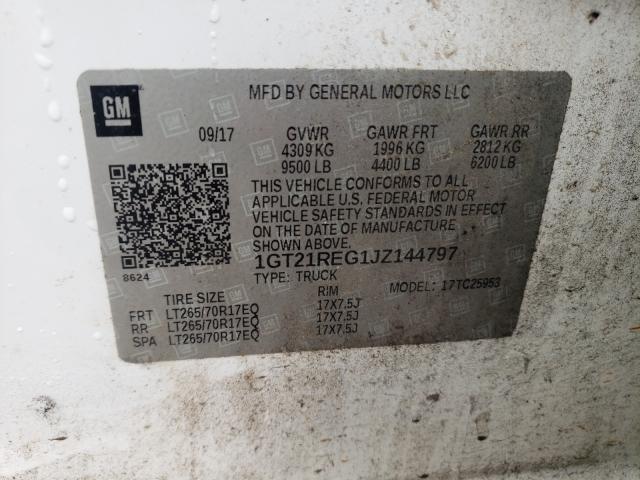 GM
MFD BY GENERAL MOTORS LLC
09/17 GVWR GAWR FRT GAWR RR
4309 KG 1996 KG 2812 KG
9500 LB 4400 LB 6200 LB
THIS VEHICLE CONFORMS TO ALL
APPLICABLE U.S. FEDERAL MOTOR
VEHICLE SAFETY STANDARDS IN EFFECT
ON THE DATE OF MANUFACTURE
SHOWN ABOVE.
8624
1GT21REG1JZ144797
TYPE: TRUCK MODEL: 17TC25953
TIRE SIZE RIM
FRT LT265/70R17EQ 17X7.5J
RR LT265/70R17EQ 17X7.5J
SPA LT265/70R17EQ 17X7.5J